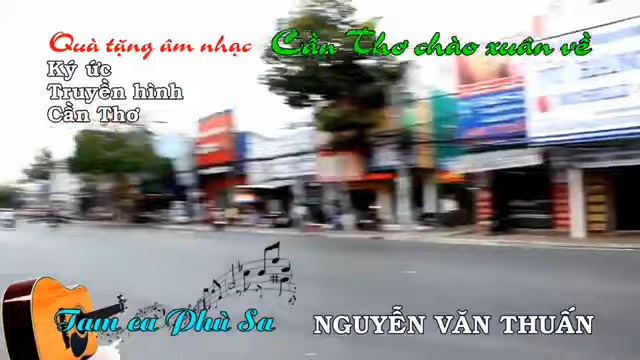 Quà tặng âm nhạc Cần Thơ chào xuân về
Ký ức
Truyền hình
Cần Thơ
Tam ca Phù Sa NGUYỄN VĂN THUẤN